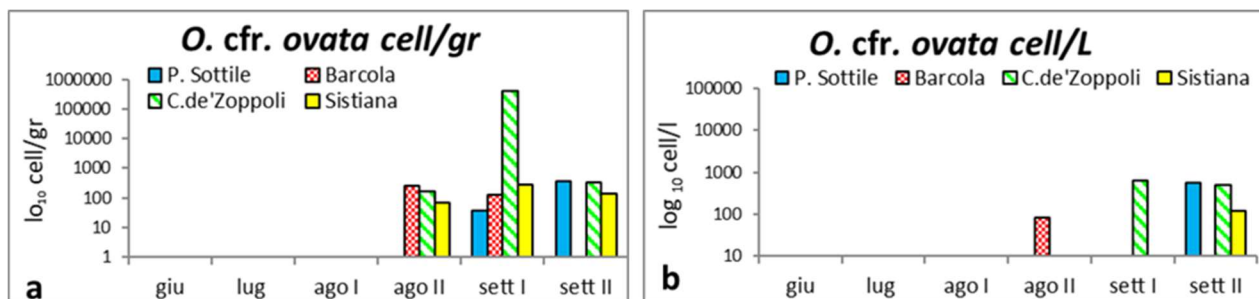 O. cfr. ovata cell/gr
P. Sottile Barcola
C.de'Zoppoli Sistiana
lo₁₀ cell/gr
1000000
100000
10000
1000
100
10
1
giu lug ago I ago II sett I sett II
a
O. cfr. ovata cell/L
P. Sottile Barcola C.de'Zoppoli Sistiana
log ₁₀ cell/l
100000
10000
1000
100
10
giu lug ago I ago II sett I sett II
b